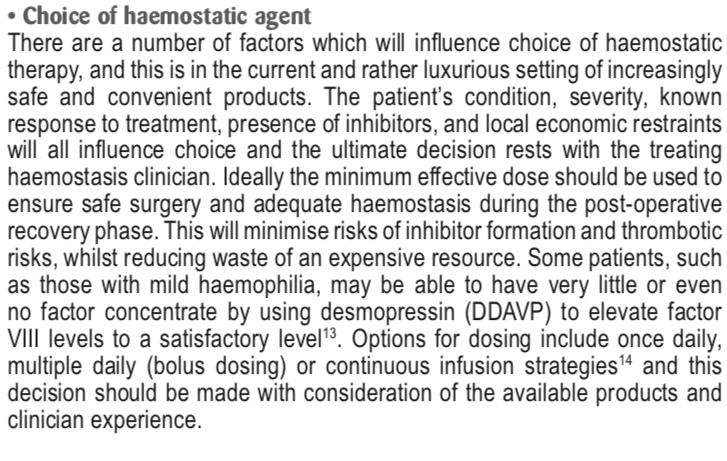 • Choice of haemostatic agent
There are a number of factors which will influence choice of haemostatic
therapy, and this is in the current and rather luxurious setting of increasingly
safe and convenient products. The patient’s condition, severity, known
response to treatment, presence of inhibitors, and local economic restraints
will all influence choice and the ultimate decision rests with the treating
haemostasis clinician. Ideally the minimum effective dose should be used to
ensure safe surgery and adequate haemostasis during the post-operative
recovery phase. This will minimise risks of inhibitor formation and thrombotic
risks, whilst reducing waste of an expensive resource. Some patients, such
as those with mild haemophilia, may be able to have very little or even
no factor concentrate by using desmopressin (DDAVP) to elevate factor
VIII levels to a satisfactory level¹³. Options for dosing include once daily,
multiple daily (bolus dosing) or continuous infusion strategies¹⁴ and this
decision should be made with consideration of the available products and
clinician experience.